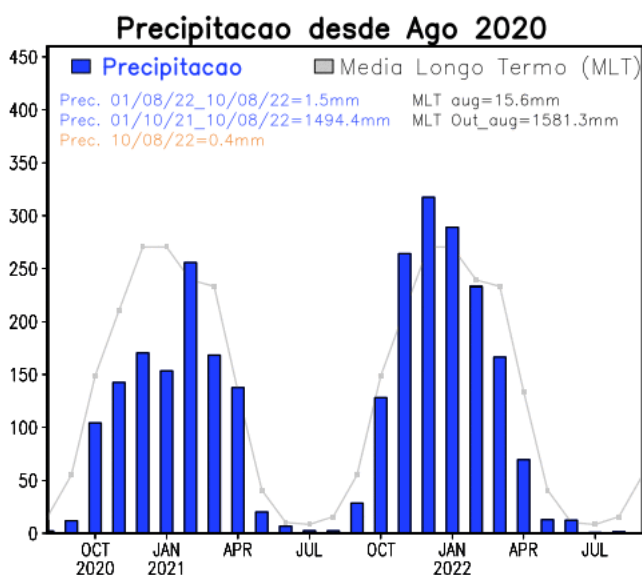 Precipitacao desde Ago 2020
Precipitacao
Media Longo Termo (MLT)
Prec. 01/08/22_10/08/22=1.5mm
MLT aug=15.6mm
Prec. 01/10/21_10/08/22=1494.4mm
MLT Out_aug=1581.3mm
Prec. 10/08/22=0.4mm
450
400
350
300
250
200
150
100
50
0
OCT JAN APR JUL OCT JAN APR JUL
2020 2021 2022